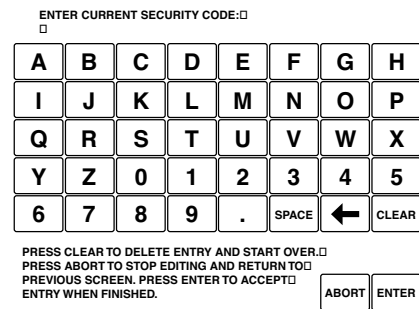 ENTER CURRENT SECURITY CODE:□
□
A B C D E F G H
I J K L M N O P
Q R S T U V W X
Y Z 0 1 2 3 4 5
6 7 8 9 . SPACE ← CLEAR
PRESS CLEAR TO DELETE ENTRY AND START OVER.□
PRESS ABORT TO STOP EDITING AND RETURN TO□
PREVIOUS SCREEN. PRESS ENTER TO ACCEPT□
ENTRY WHEN FINISHED.
ABORT ENTER